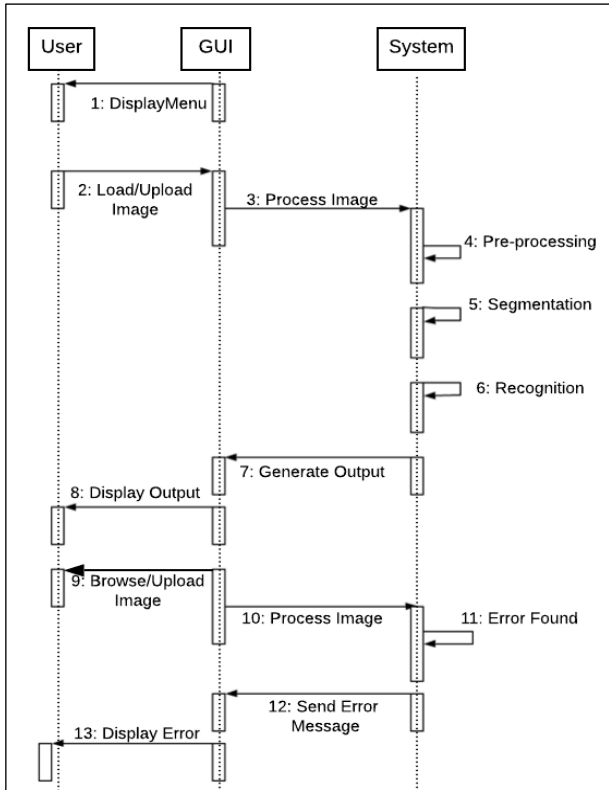 User
GUI
System
1: DisplayMenu
2: Load/Upload
Image
3: Process Image
4: Pre-processing
5: Segmentation
6: Recognition
7: Generate Output
8: Display Output
9: Browse/Upload
Image
10: Process Image
11: Error Found
12: Send Error
Message
13: Display Error